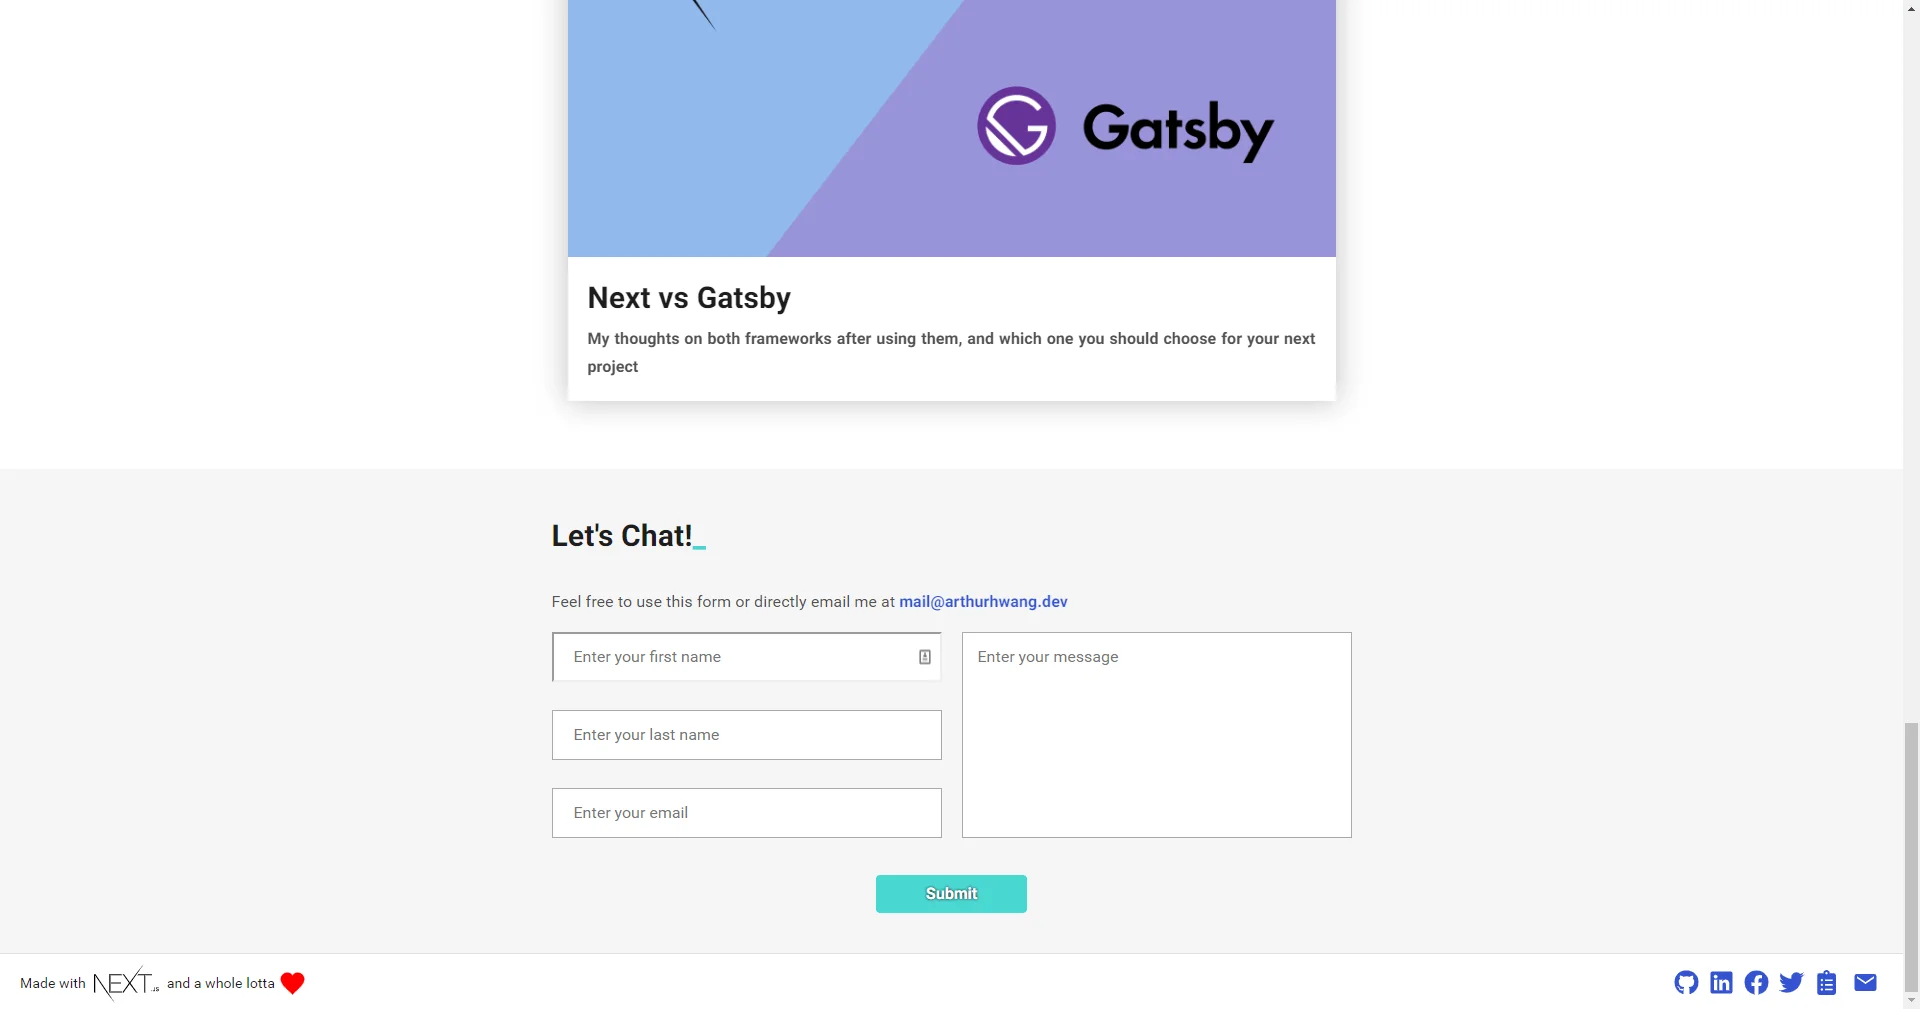 Gatsby
Next vs Gatsby
My thoughts on both frameworks after using them, and which one you should choose for your next
project
Let's Chat!_
Feel free to use this form or directly email me at mail@arthurhwang.dev
Enter your first name
Enter your message
Enter your last name
Enter your email
Submit
Made with NEXT.JS and a whole lotta